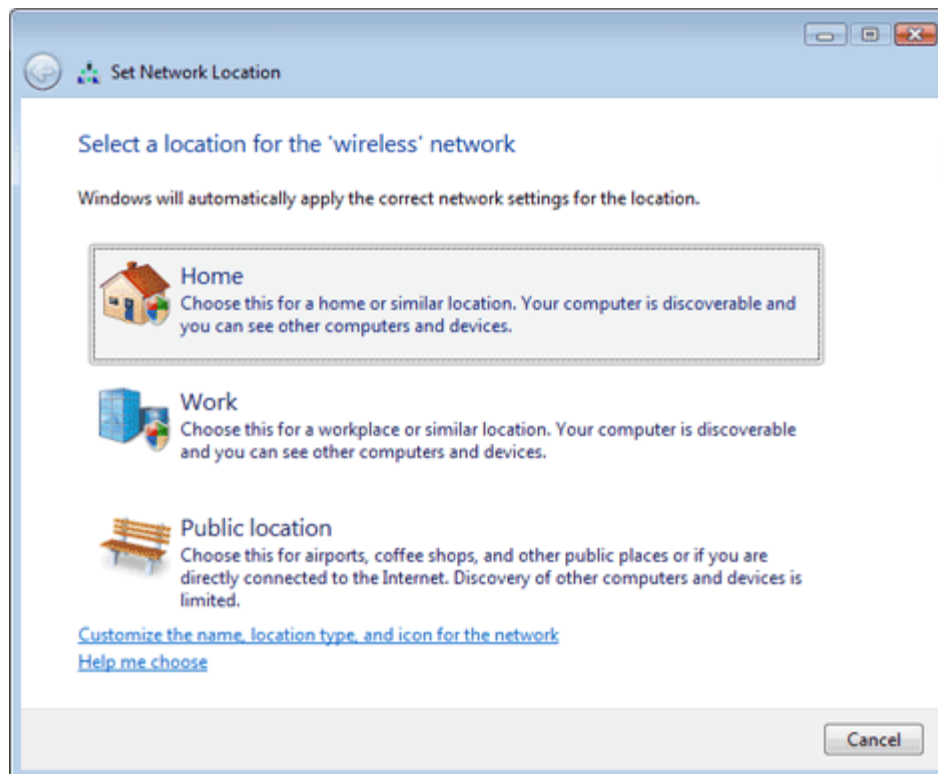 Set Network Location
Select a location for the 'wireless' network
Windows will automatically apply the correct network settings for the location.
Home
Choose this for a home or similar location. Your computer is discoverable and
you can see other computers and devices.
Work
Choose this for a workplace or similar location. Your computer is discoverable
and you can see other computers and devices.
Public location
Choose this for airports, coffee shops, and other public places or if you are
directly connected to the Internet. Discovery of other computers and devices is
limited.
Customize the name, location type, and icon for the network
Help me choose
Cancel